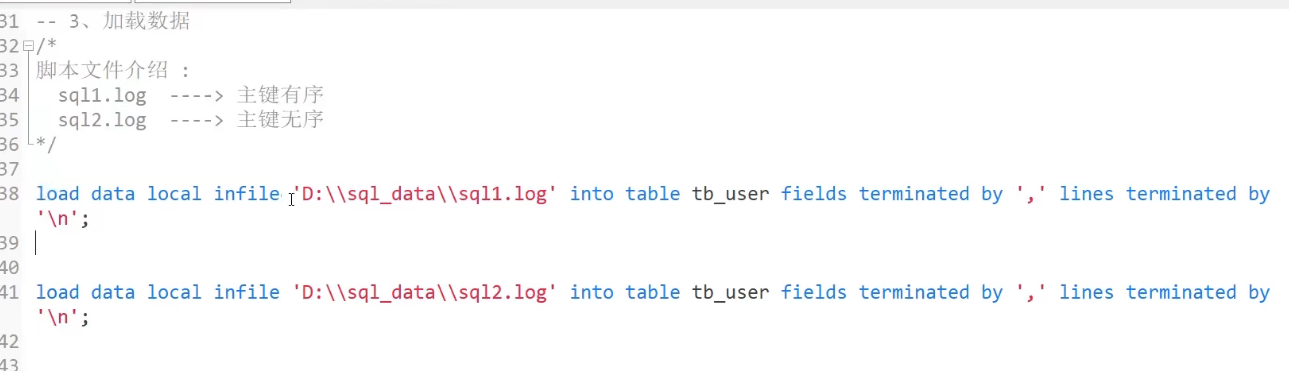 31 -- 3、加载数据
32 /*
33 脚本文件介绍 :
34 sql1.log ----> 主键有序
35 sql2.log ----> 主键无序
36 */
37
38 load data local infile 'D:\\sql_data\\sql1.log' into table tb_user fields terminated by ',' lines terminated by
'\n';
39
40
41 load data local infile 'D:\\sql_data\\sql2.log' into table tb_user fields terminated by ',' lines terminated by
'\n';
42
43